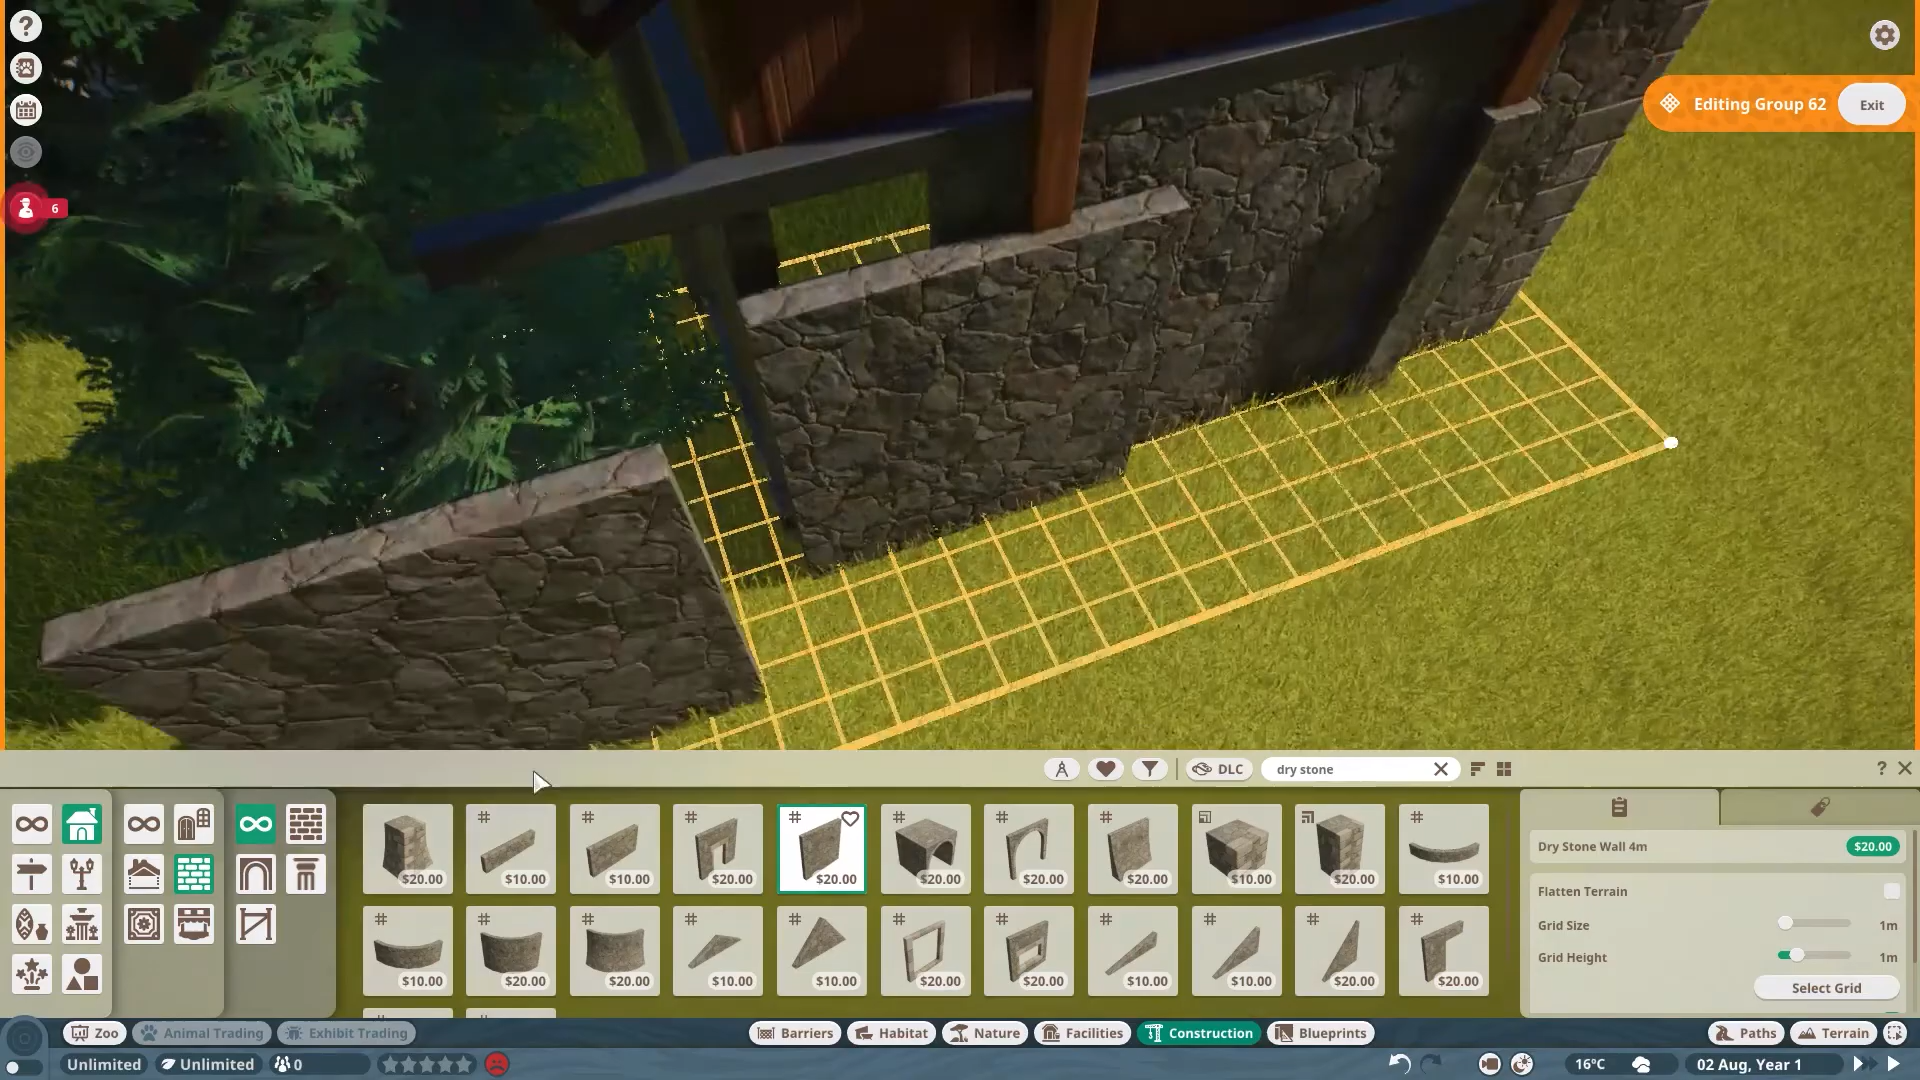 ?
Editing Group 62 Exit
6
DLC dry stone
?
$20.00 $10.00 $10.00 $20.00 $20.00 $20.00 $20.00 $20.00 $10.00 $20.00 $10.00
$10.00 $20.00 $20.00 $10.00 $10.00 $20.00 $20.00 $10.00 $10.00 $20.00 $20.00
Dry Stone Wall 4m $20.00
Flatten Terrain
Grid Size 1m
Grid Height 1m
Select Grid
Zoo Animal Trading Exhibit Trading Barriers Habitat Nature Facilities Construction Blueprints Paths Terrain
Unlimited Unlimited 0 16°C 02 Aug, Year 1